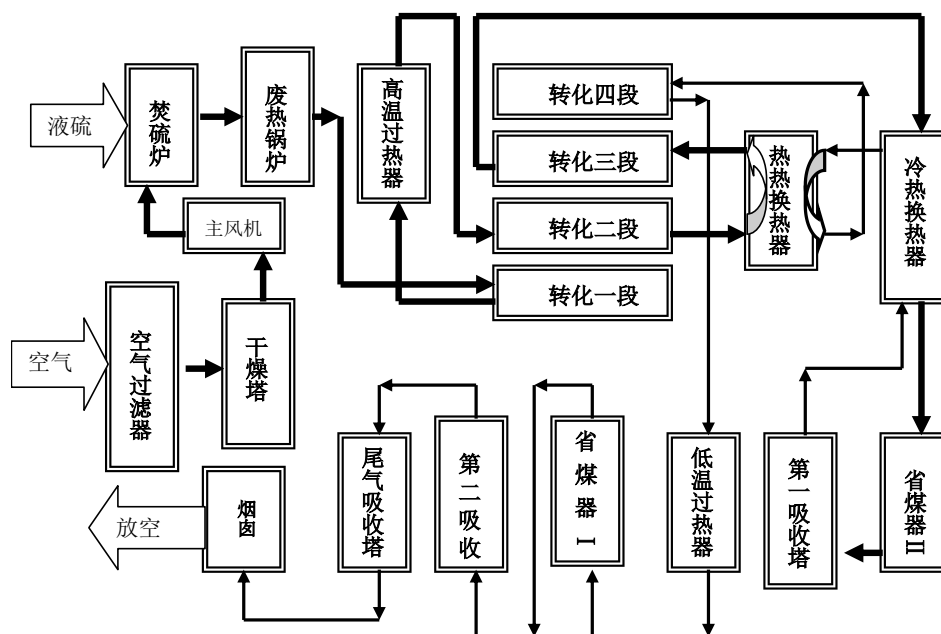 液硫
焚硫炉
废热锅炉
高温过热器
转化四段
转化三段
转化二段
转化一段
热热换热器
冷热换热器
主风机
空气
空气过滤器
干燥塔
放空
烟囱
尾气吸收塔
第二吸收
省煤器Ⅰ
低温过热器
第一吸收塔
省煤器Ⅱ